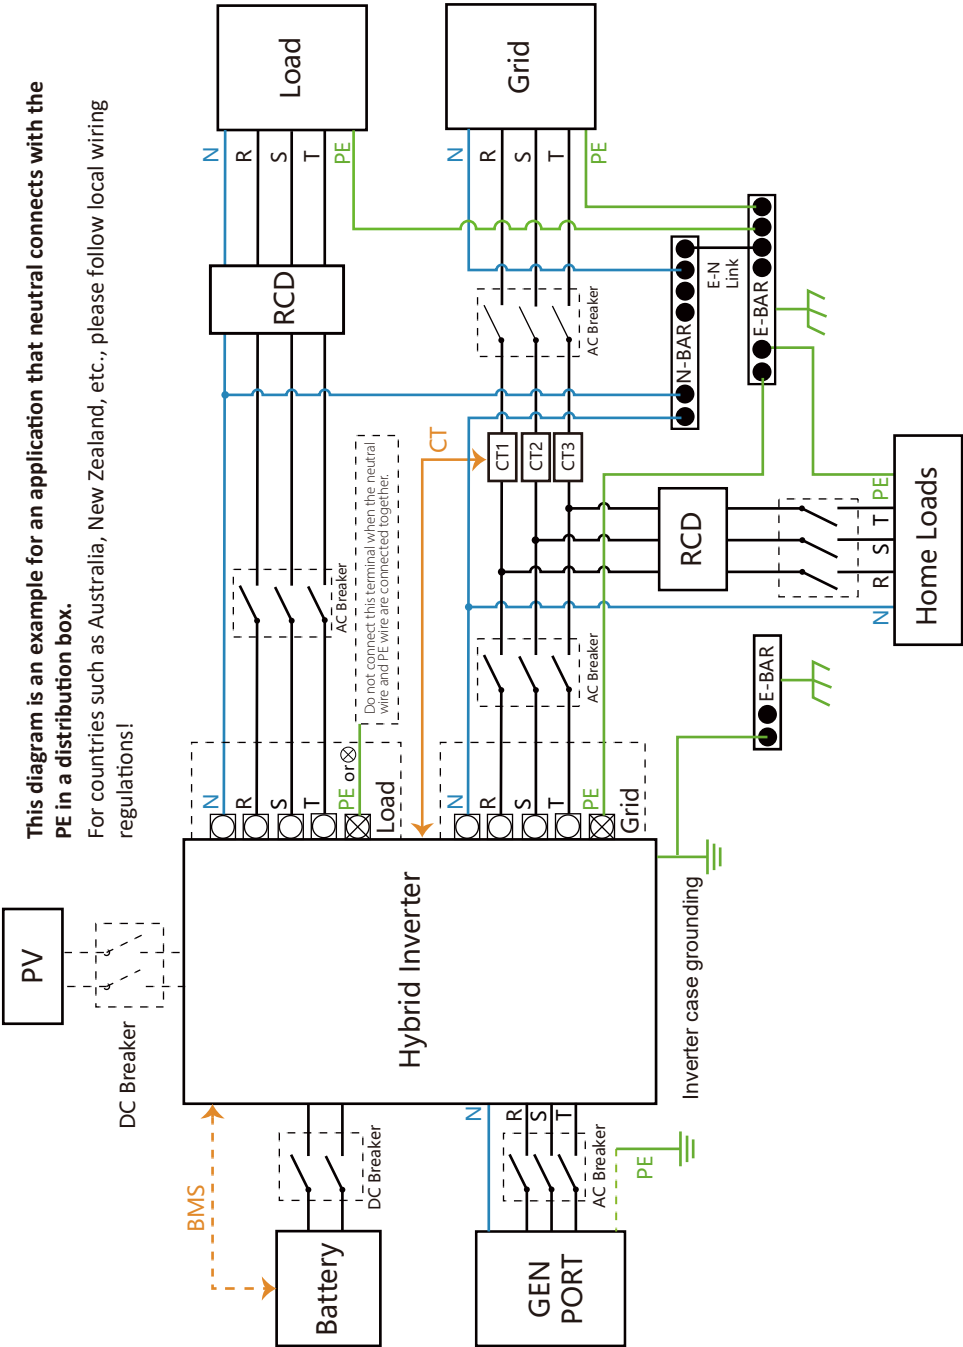 This diagram is an example for an application that neutral connects with the
PE in a distribution box.
For countries such as Australia, New Zealand, etc., please follow local wiring
regulations!
PV
DC Breaker
BMS
Battery
DC Breaker
GEN
PORT
N
R
S
T
AC Breaker
PE
Hybrid Inverter
Inverter case grounding
N
R
S
T
PE or
Load
AC Breaker
Do not connect this terminal when the neutral
wire and PE wire are connected together.
RCD
N
R
S
T
PE
Load
N
R
S
T
PE
Grid
AC Breaker
CT
CT1
CT2
CT3
AC Breaker
N
R
S
T
PE
Grid
N-BAR
E-N
Link
E-BAR
RCD
N
R
S
T
PE
Home Loads
E-BAR